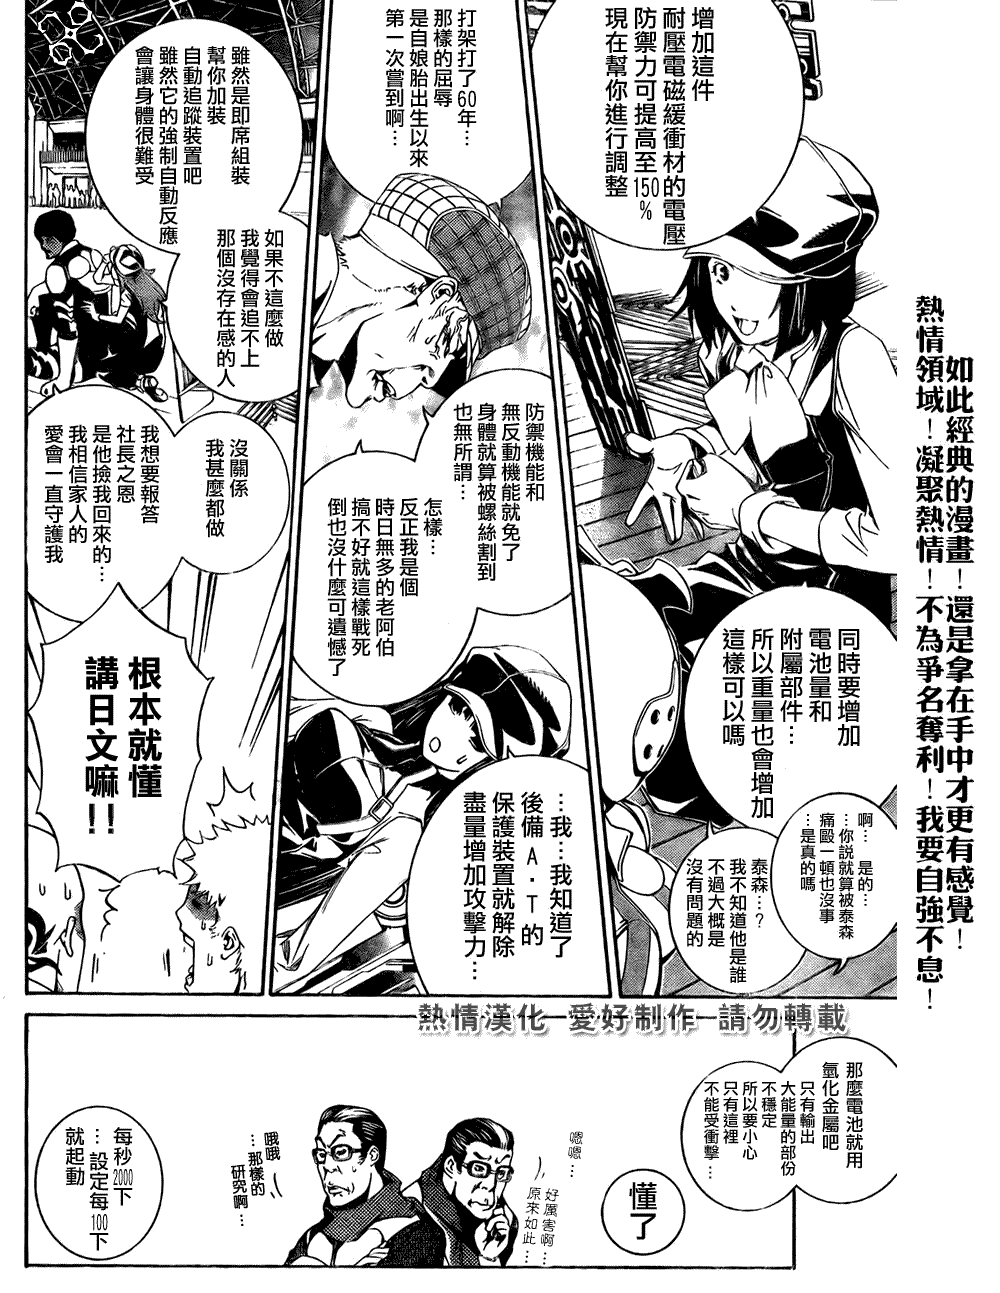 如此經典的漫畫！還是拿在手中才更有感覺！
熱情領域！凝聚熱情！不為爭名奪利！我要自強不息！
增加這件
耐壓電磁緩衝材的電壓
防禦力可提高至150%
現在幫你進行調整
同時要增加
電池量和
附屬部件…
所以重量也會增加
這樣可以嗎
啊…是的…
…你說就算被泰森
痛毆一頓也沒事
…是真的嗎
泰森…?
我不知道他是誰
不過大概是
沒有問題的
打架打了60年…
那樣的屈辱
是自娘胎出生以來
第一次嘗到啊…
防禦機能和
無反動機能就免了
身體就算被螺絲割到
也無所謂…
怎樣…
反正我是個
時日無多的老阿伯
搞不好就這樣戰死
倒也沒什麼可遺憾了
…我…我知道了
後備A・T的
保護裝置就解除
盡量增加攻擊力…
雖然是即席組裝
幫你加裝
自動追蹤裝置吧
雖然它的強制自動反應
會讓身體很難受
如果不這麼做
我覺得會追不上
那個沒存在感的人
沒關係
我甚麼都做
我想要報答
社長之恩
是他撿我回來的…
我相信家人的
愛會一直守護我
根本就懂
講日文嘛!!
熱情漢化 愛好制作 請勿轉載
那麼電池就用
氫化金屬吧
只有輸出
大能量的部份
不穩定
所以要小心
只有這裡
不能受衝擊…
懂了
嗯嗯…
好厲害啊…
原來如此…
哦哦
…那樣的
研究啊…
每秒2000下
…設定每100下
就起動